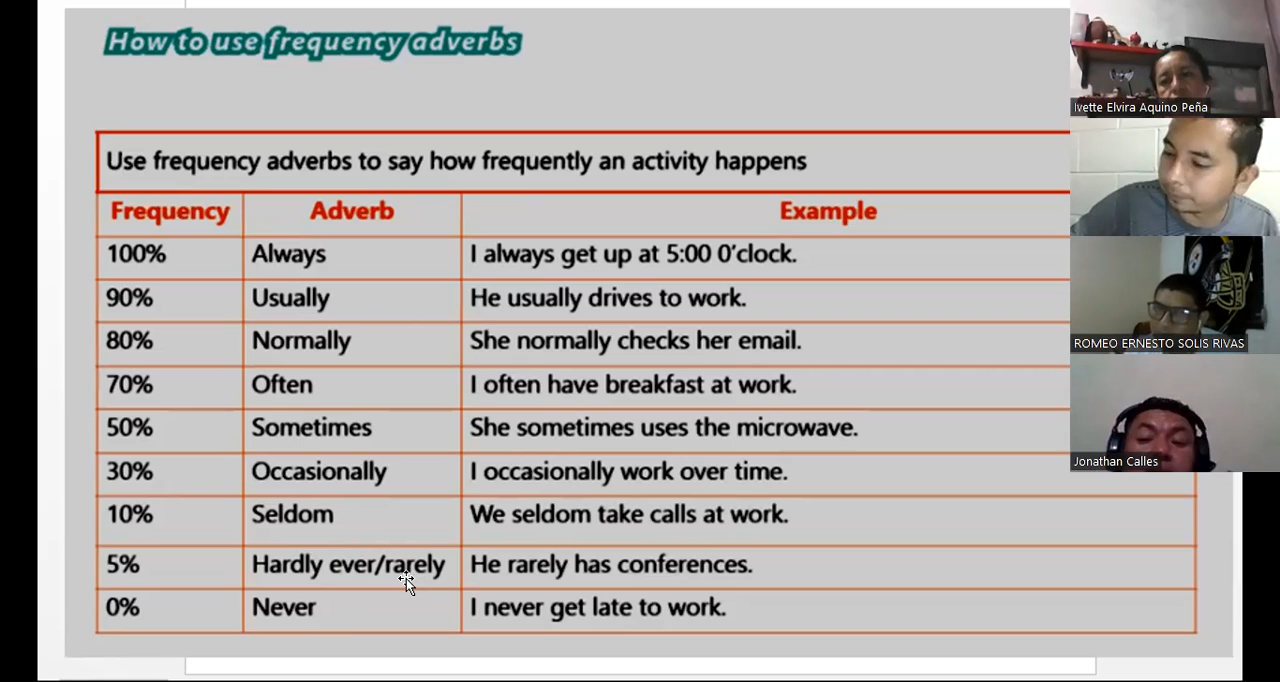 How to use frequency adverbs
Use frequency adverbs to say how frequently an activity happens
Frequency Adverb Example
100% Always I always get up at 5:00 0'clock.
90% Usually He usually drives to work.
80% Normally She normally checks her email.
70% Often I often have breakfast at work.
50% Sometimes She sometimes uses the microwave.
30% Occasionally I occasionally work over time.
10% Seldom We seldom take calls at work.
5% Hardly ever/rarely He rarely has conferences.
0% Never I never get late to work.
Ivette Elvira Aquino Peña
ROMEO ERNESTO SOLIS RIVAS
Jonathan Calles